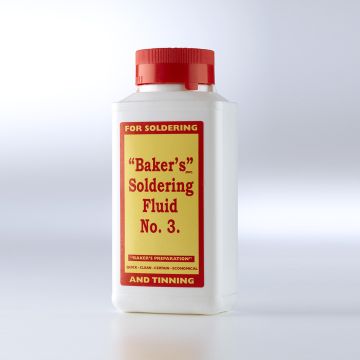 FOR SOLDERING
"Baker's"
Soldering
Fluid
No. 3.
"BAKER'S PREPARATION"
QUICK - CLEAN - CERTAIN - ECONOMICAL
AND TINNING